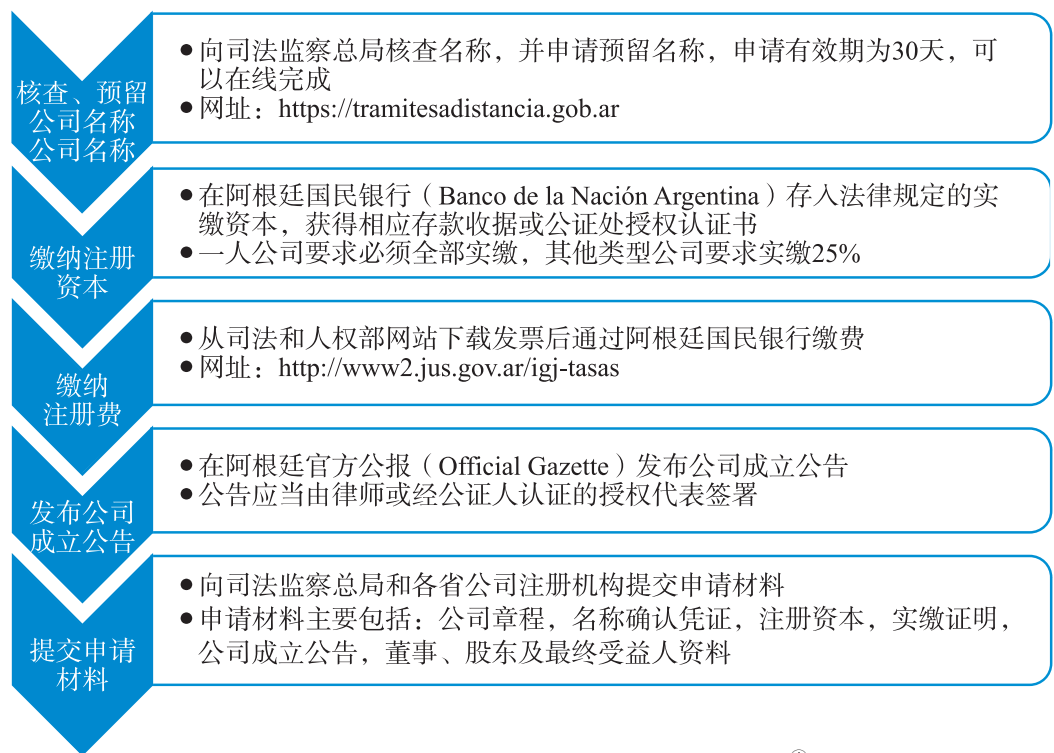 核查、预留
公司名称
公司名称
●向司法监察总局核查名称，并申请预留名称，申请有效期为30天，可
以在线完成
●网址：https://tramitesadistancia.gob.ar
缴纳注册
资本
●在阿根廷国民银行（Banco de la Nación Argentina）存入法律规定的实
缴资本，获得相应存款收据或公证处授权认证书
●一人公司要求必须全部实缴，其他类型公司要求实缴25%
缴纳
注册费
●从司法和人权部网站下载发票后通过阿根廷国民银行缴费
●网址：http://www2.jus.gov.ar/igj-tasas
发布公司
成立公告
●在阿根廷官方公报（Official Gazette）发布公司成立公告
●公告应当由律师或经公证人认证的授权代表签署
提交申请
材料
●向司法监察总局和各省公司注册机构提交申请材料
●申请材料主要包括：公司章程，名称确认凭证，注册资本，实缴证明，
公司成立公告，董事、股东及最终受益人资料